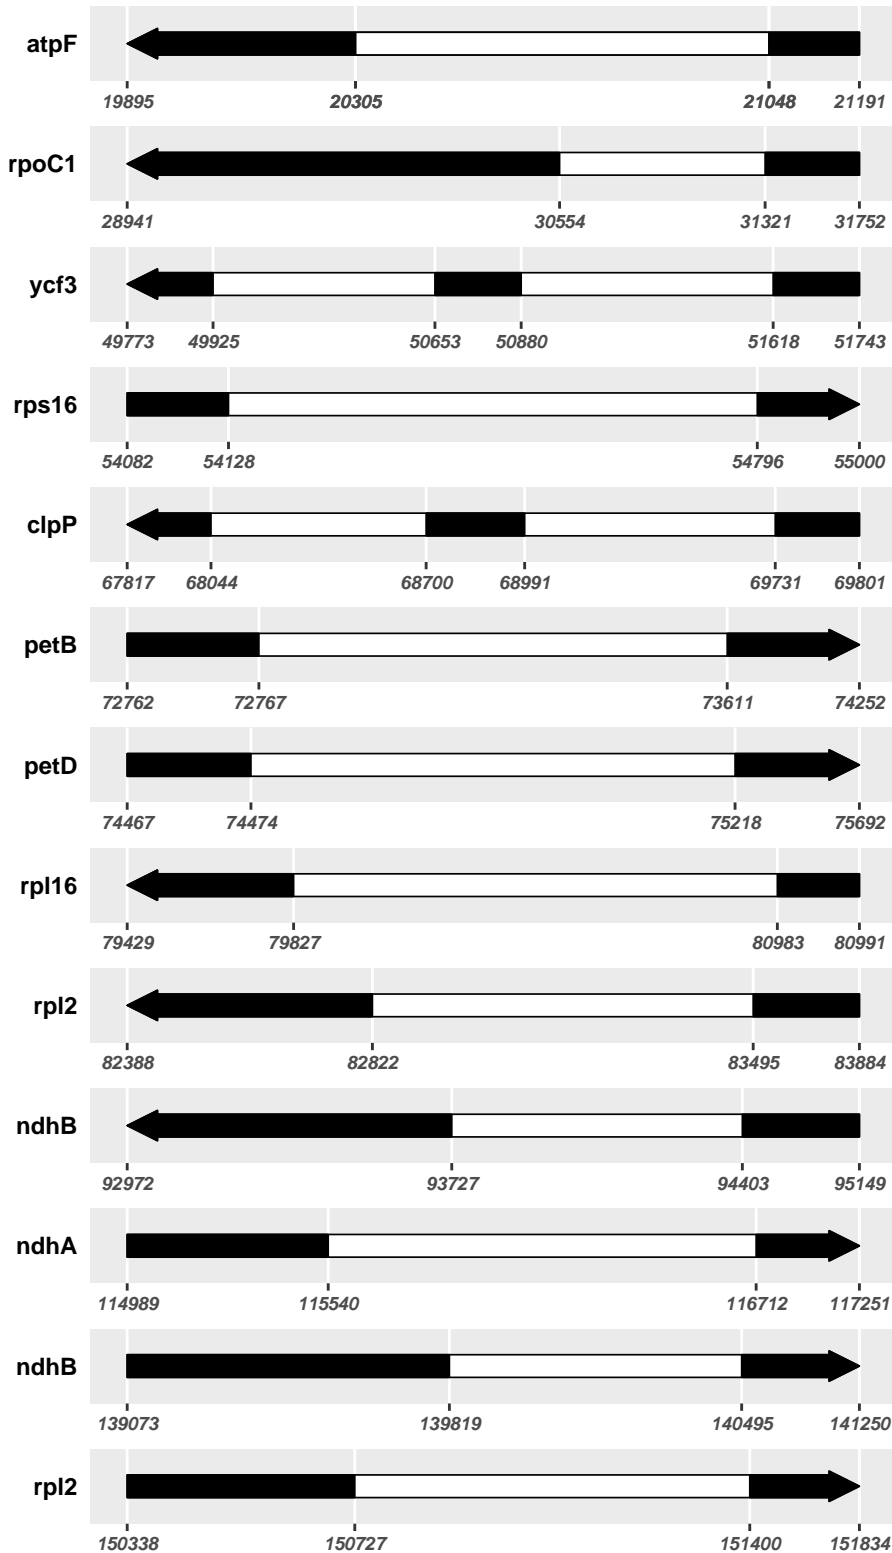 atpF
19895 20305 21048 21191
rpoC1
28941 30554 31321 31752
ycf3
49773 49925 50653 50880 51618 51743
rps16
54082 54128 54796 55000
clpP
67817 68044 68700 68991 69731 69801
petB
72762 72767 73611 74252
petD
74467 74474 75218 75692
rpl16
79429 79827 80983 80991
rpl2
82388 82822 83495 83884
ndhB
92972 93727 94403 95149
ndhA
114989 115540 116712 117251
ndhB
139073 139819 140495 141250
rpl2
150338 150727 151400 151834